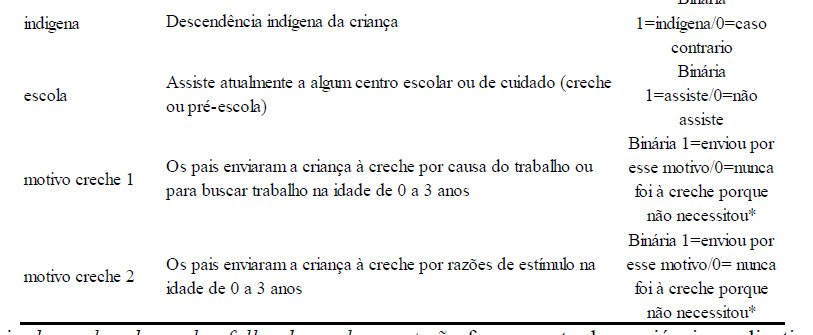 Binária
indigena Descendência indígena da criança 1=indígena/0=caso
contrario
Binária
escola Assiste atualmente a algum centro escolar ou de cuidado (creche 1=assiste/0=não
ou pré-escola) assiste
Binária 1=enviou por
motivo creche 1 Os pais enviaram a criança à creche por causa do trabalho ou esse motivo/0=nunca
para buscar trabalho na idade de 0 a 3 anos foi à creche porque
não necessitou*
Binária 1=enviou por
motivo creche 2 Os pais enviaram a criança à creche por razões de estímulo na esse motivo/0= nunca
idade de 0 a 3 anos foi à creche porque
não necessitou*